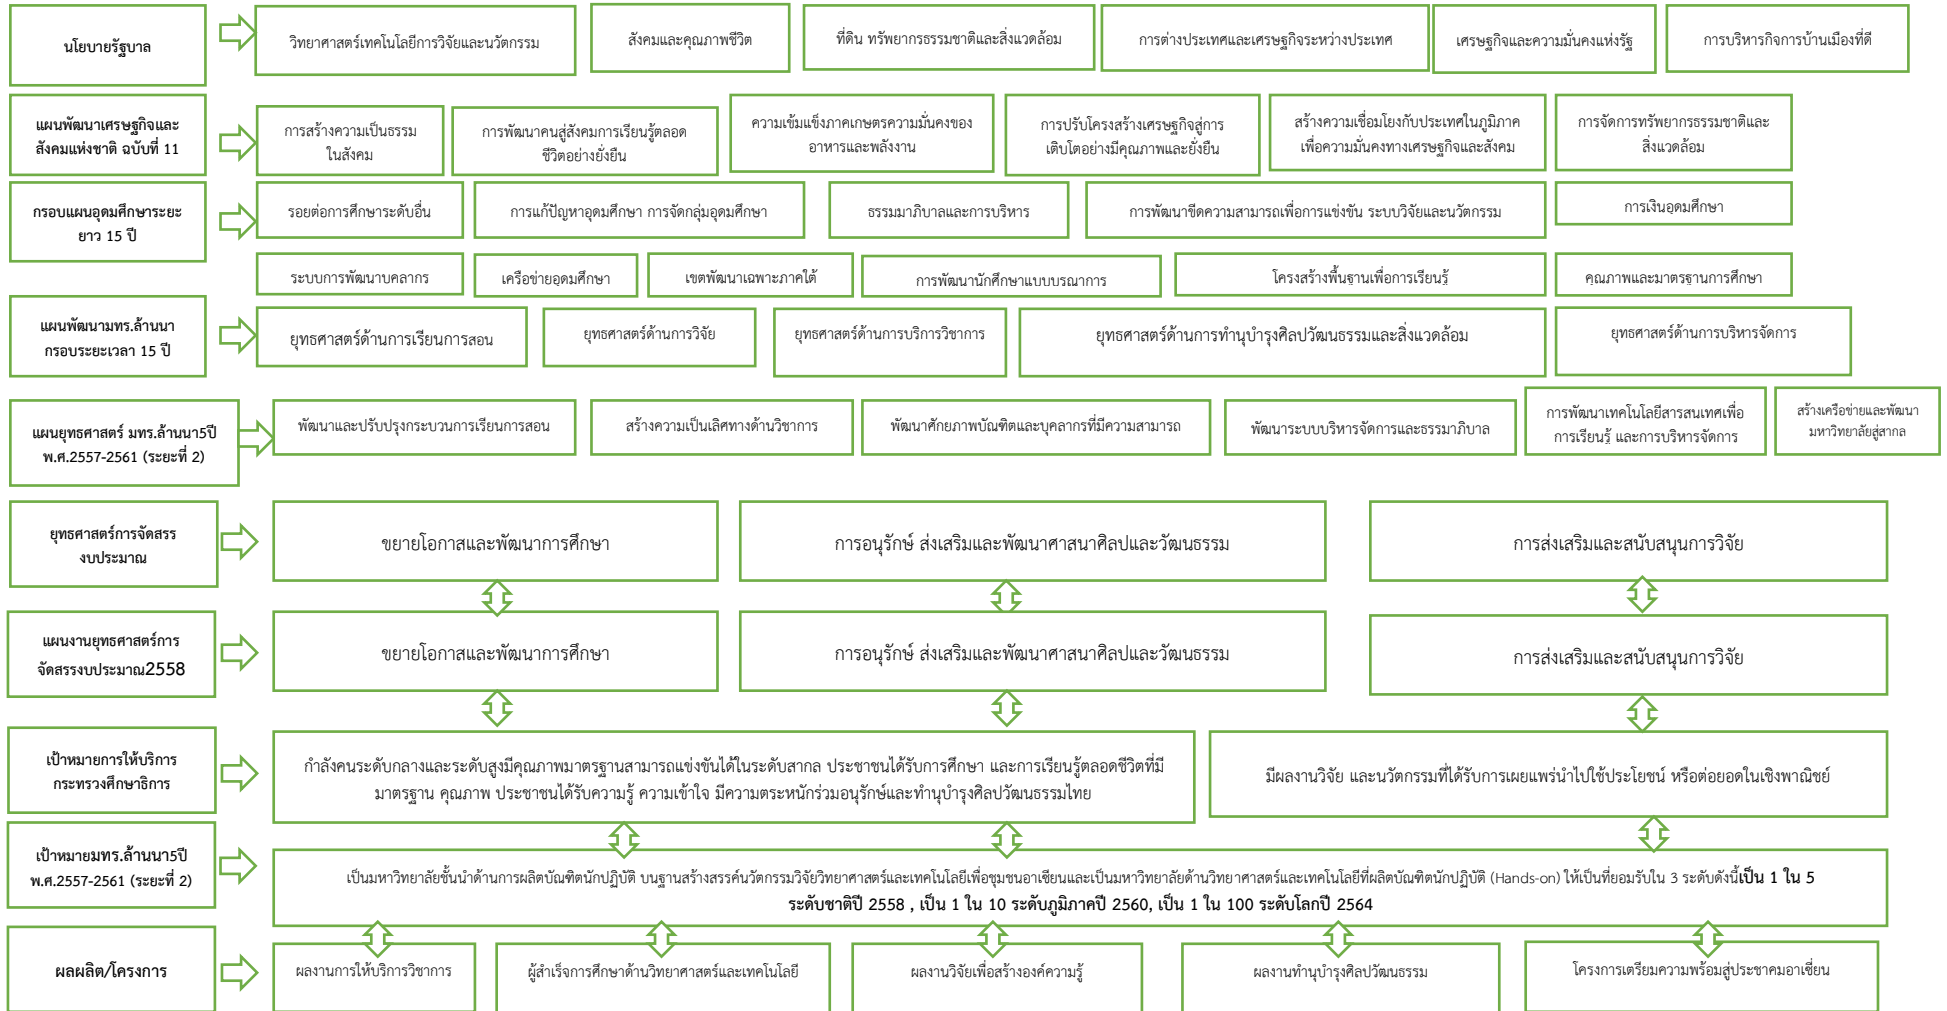 นโยบายรัฐบาล
วิทยาศาสตร์เทคโนโลยีการวิจัยและนวัตกรรม
สังคมและคุณภาพชีวิต
ที่ดิน ทรัพยากรธรรมชาติและสิ่งแวดล้อม
การต่างประเทศและเศรษฐกิจระหว่างประเทศ
เศรษฐกิจและความมั่นคงแห่งรัฐ
การบริหารกิจการบ้านเมืองที่ดี
แผนพัฒนาเศรษฐกิจและ
สังคมแห่งชาติ ฉบับที่ 11
การสร้างความเป็นธรรม
ในสังคม
การพัฒนาคนสู่สังคมการเรียนรู้ตลอด
ชีวิตอย่างยั่งยืน
ความเข้มแข็งภาคเกษตรความมั่นคงของ
อาหารและพลังงาน
การปรับโครงสร้างเศรษฐกิจสู่การ
เติบโตอย่างมีคุณภาพและยั่งยืน
สร้างความเชื่อมโยงกับประเทศในภูมิภาค
เพื่อความมั่นคงทางเศรษฐกิจและสังคม
การจัดการทรัพยากรธรรมชาติและ
สิ่งแวดล้อม
กรอบแผนอุดมศึกษาระยะ
ยาว 15 ปี
รอยต่อการศึกษาระดับอื่น
การแก้ปัญหาอุดมศึกษา การจัดกลุ่มอุดมศึกษา
ธรรมมาภิบาลและการบริหาร
การพัฒนาขีดความสามารถเพื่อการแข่งขัน ระบบวิจัยและนวัตกรรม
การเงินอุดมศึกษา
ระบบการพัฒนาบคลากร
เครือข่ายอุดมศึกษา
เขตพัฒนาเฉพาะภาคใต้
การพัฒนานักศึกษาแบบบรณาการ
โครงสร้างพื้นฐานเพื่อการเรียนรู้
คุณภาพและมาตรฐานการศึกษา
แผนพัฒนามทร.ล้านนา
กรอบระยะเวลา 15 ปี
ยุทธศาสตร์ด้านการเรียนการสอน
ยุทธศาสตร์ด้านการวิจัย
ยุทธศาสตร์ด้านการบริการวิชาการ
ยุทธศาสตร์ด้านการทำนุบำรุงศิลปวัฒนธรรมและสิ่งแวดล้อม
ยุทธศาสตร์ด้านการบริหารจัดการ
แผนยุทธศาสตร์ มทร.ล้านนา5ปี
พ.ศ.2557-2561 (ระยะที่ 2)
พัฒนาและปรับปรุงกระบวนการเรียนการสอน
สร้างความเป็นเลิศทางด้านวิชาการ
พัฒนาศักยภาพบัณฑิตและบุคลากรที่มีความสามารถ
พัฒนาระบบบริหารจัดการและธรรมาภิบาล
การพัฒนาเทคโนโลยีสารสนเทศเพื่อ
การเรียนรู้ และการบริหารจัดการ
สร้างเครือข่ายและพัฒนา
มหาวิทยาลัยสู่สากล
ยุทธศาสตร์การจัดสรร
งบประมาณ
ขยายโอกาสและพัฒนาการศึกษา
การอนุรักษ์ ส่งเสริมและพัฒนาศาสนาศิลปและวัฒนธรรม
การส่งเสริมและสนับสนุนการวิจัย
แผนงานยุทธศาสตร์การ
จัดสรรงบประมาณ2558
ขยายโอกาสและพัฒนาการศึกษา
การอนุรักษ์ ส่งเสริมและพัฒนาศาสนาศิลปและวัฒนธรรม
การส่งเสริมและสนับสนุนการวิจัย
เป้าหมายการให้บริการ
กระทรวงศึกษาธิการ
กำลังคนระดับกลางและระดับสูงมีคุณภาพมาตรฐานสามารถแข่งขันได้ในระดับสากล ประชาชนได้รับการศึกษา และการเรียนรู้ตลอดชีวิตที่มี
มาตรฐาน คุณภาพ ประชาชนได้รับความรู้ ความเข้าใจ มีความตระหนักร่วมอนุรักษ์และทำนุบำรุงศิลปวัฒนธรรมไทย
มีผลงานวิจัย และนวัตกรรมที่ได้รับการเผยแพร่นำไปใช้ประโยชน์ หรือต่อยอดในเชิงพาณิชย์
เป้าหมายมทร.ล้านนา5ปี
พ.ศ.2557-2561 (ระยะที่ 2)
เป็นมหาวิทยาลัยชั้นนำด้านการผลิตบัณฑิตนักปฏิบัติ บนฐานสร้างสรรค์นวัตกรรมวิจัยวิทยาศาสตร์และเทคโนโลยีเพื่อชุมชนอาเซียนและเป็นมหาวิทยาลัยด้านวิทยาศาสตร์และเทคโนโลยีที่ผลิตบัณฑิตนักปฏิบัติ (Hands-on) ให้เป็นที่ยอมรับใน 3 ระดับดังนี้เป็น 1 ใน 5
ระดับชาติปี 2558 , เป็น 1 ใน 10 ระดับภูมิภาคปี 2560, เป็น 1 ใน 100 ระดับโลกปี 2564
ผลผลิต/โครงการ
ผลงานการให้บริการวิชาการ
ผู้สำเร็จการศึกษาด้านวิทยาศาสตร์และเทคโนโลยี
ผลงานวิจัยเพื่อสร้างองค์ความรู้
ผลงานทำนุบำรุงศิลปวัฒนธรรม
โครงการเตรียมความพร้อมสู่ประชาคมอาเซี่ยน